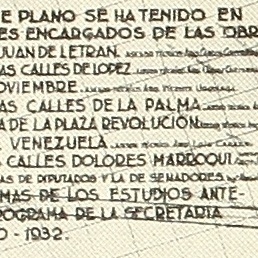 E PLANO SE HA TENIDO EN
ES ENCARGADOS DE LAS OBR
JUAN DE LETRAN.
AS CALLES DE LOPEZ.
OVIEMBRE.
AS CALLES DE LA PALMA
A DE LA PLAZA REVOLUCION.
VENEZUELA.
CALLES DOLORES MARROQUI
AS DE DIPUTADOS Y LA DE SENADORES
MAS DE LOS ESTUDIOS ANTE-
ROGRAMA DE LA SECRETARIA
O - 1932.